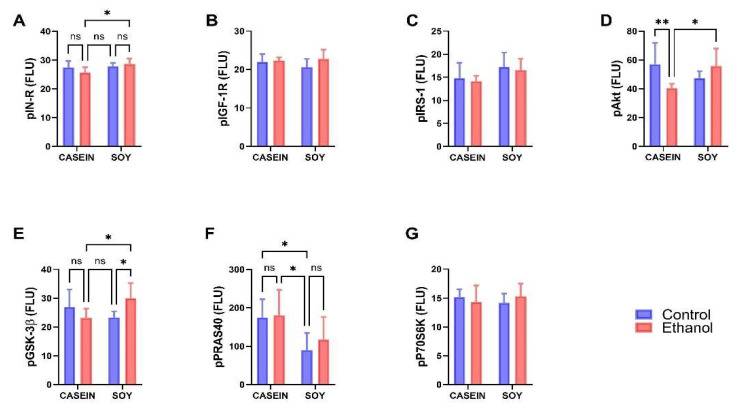 A
pIN-R (FLU)
40
30
20
10
0
*
ns
ns
ns
CASEIN
SOY
B
pIGF-1R (FLU)
30
20
10
0
CASEIN
SOY
C
pIRS-1 (FLU)
25
20
15
10
5
0
CASEIN
SOY
D
pAkt (FLU)
80
60
40
20
0
**
*
CASEIN
SOY
E
pGSK-3β (FLU)
40
30
20
10
0
*
ns
ns
*
CASEIN
SOY
F
pPRAS40 (FLU)
300
200
100
0
*
ns
*
ns
CASEIN
SOY
G
pP70S6K (FLU)
20
15
10
5
0
CASEIN
SOY
Control
Ethanol